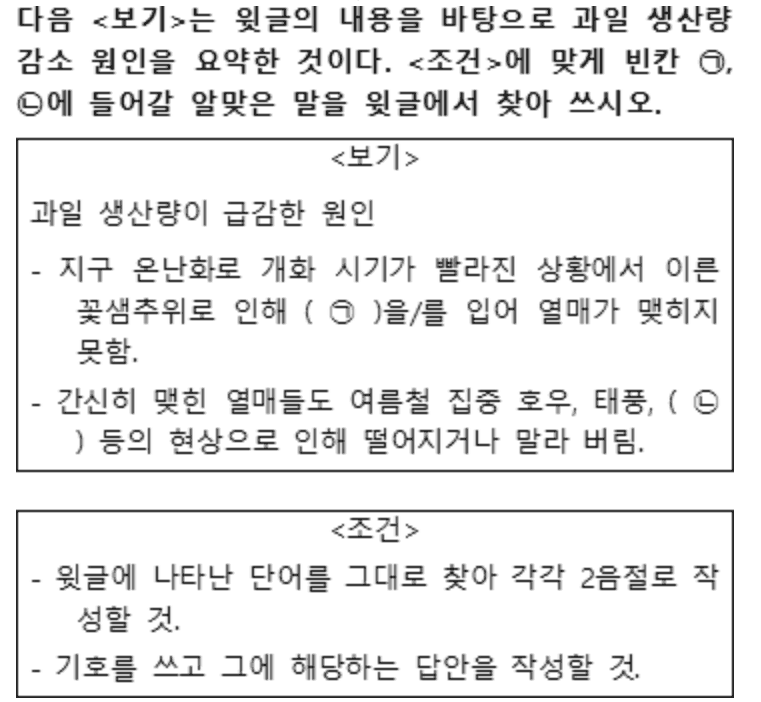 다음 <보기>는 윗글의 내용을 바탕으로 과일 생산량
감소 원인을 요약한 것이다. <조건>에 맞게 빈칸 ㉠,
㉡에 들어갈 알맞은 말을 윗글에서 찾아 쓰시오.
<보기>
과일 생산량이 급감한 원인
- 지구 온난화로 개화 시기가 빨라진 상황에서 이른
꽃샘추위로 인해 ( ㉠ )을/를 입어 열매가 맺히지
못함.
- 간신히 맺힌 열매들도 여름철 집중 호우, 태풍, ( ㉡
) 등의 현상으로 인해 떨어지거나 말라 버림.
<조건>
- 윗글에 나타난 단어를 그대로 찾아 각각 2음절로 작
성할 것.
- 기호를 쓰고 그에 해당하는 답안을 작성할 것.